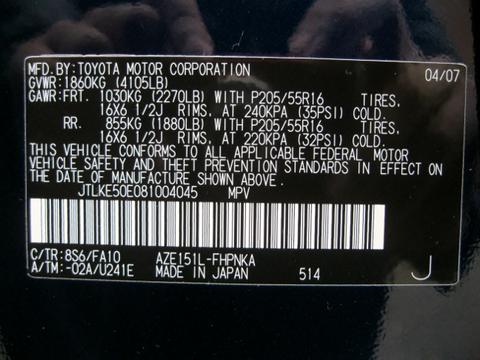 MFD.BY:TOYOTA MOTOR CORPORATION 04/07
GVWR:1860KG (4105LB)
GAWR:FRT. 1030KG (2270LB) WITH P205/55R16 TIRES.
16X6 1/2J RIMS, AT 240KPA (35PSI) COLD
RR. 855KG (1880LB) WITH P205/55R16 TIRES.
16X6 1/2J RIMS, AT 220KPA (32PSI) COLD
THIS VEHICLE CONFORMS TO ALL APPLICABLE FEDERAL MOTOR
VEHICLE SAFETY AND THEFT PREVENTION STANDARDS IN EFFECT ON
THE DATE OF MANUFACTURE SHOWN ABOVE.
JTLKE50E081004045 MPV
C/TR:8S6/FA10 AZE151L-FHPNKA
A/TM:-02A/U241E MADE IN JAPAN 514 J